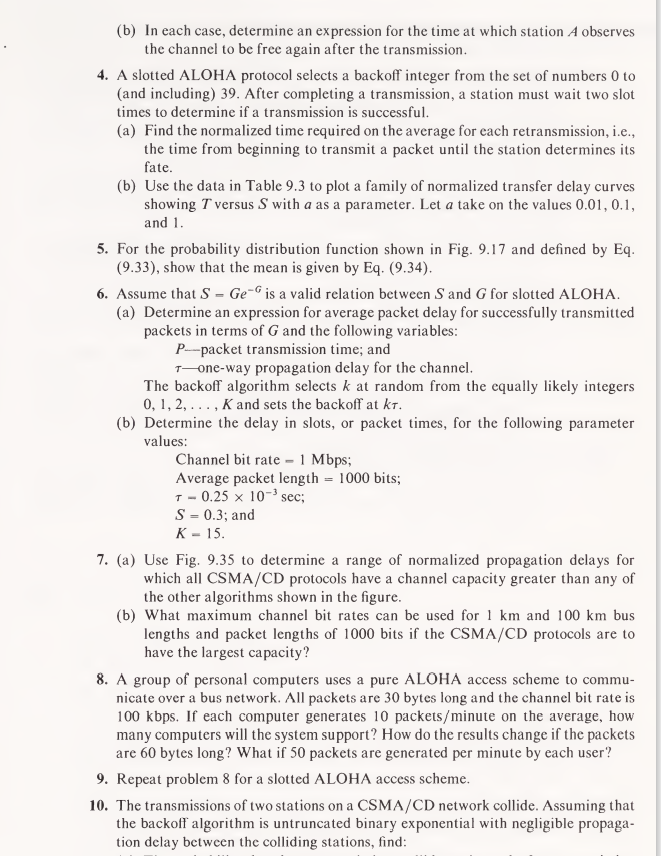 (b) In each case, determine an expression for the time at which station A observes
the channel to be free again after the transmission.
4. A slotted ALOHA protocol selects a backoff integer from the set of numbers 0 to
(and including) 39. After completing a transmission, a station must wait two slot
times to determine if a transmission is successful.
(a) Find the normalized time required on the average for each retransmission, i.e.,
the time from beginning to transmit a packet until the station determines its
fate.
(b) Use the data in Table 9.3 to plot a family of normalized transfer delay curves
showing T versus S with a as a parameter. Let a take on the values 0.01, 0.1,
and 1.
5. For the probability distribution function shown in Fig. 9.17 and defined by Eq.
(9.33), show that the mean is given by Eq. (9.34).
6. Assume that S = Ge⁻ᴳ is a valid relation between S and G for slotted ALOHA.
(a) Determine an expression for average packet delay for successfully transmitted
packets in terms of G and the following variables:
P—packet transmission time; and
τ—one-way propagation delay for the channel.
The backoff algorithm selects k at random from the equally likely integers
0, 1, 2, . . . , K and sets the backoff at kτ.
(b) Determine the delay in slots, or packet times, for the following parameter
values:
Channel bit rate = 1 Mbps;
Average packet length = 1000 bits;
τ = 0.25 × 10⁻³ sec;
S = 0.3; and
K = 15.
7. (a) Use Fig. 9.35 to determine a range of normalized propagation delays for
which all CSMA/CD protocols have a channel capacity greater than any of
the other algorithms shown in the figure.
(b) What maximum channel bit rates can be used for 1 km and 100 km bus
lengths and packet lengths of 1000 bits if the CSMA/CD protocols are to
have the largest capacity?
8. A group of personal computers uses a pure ALOHA access scheme to commu-
nicate over a bus network. All packets are 30 bytes long and the channel bit rate is
100 kbps. If each computer generates 10 packets/minute on the average, how
many computers will the system support? How do the results change if the packets
are 60 bytes long? What if 50 packets are generated per minute by each user?
9. Repeat problem 8 for a slotted ALOHA access scheme.
10. The transmissions of two stations on a CSMA/CD network collide. Assuming that
the backoff algorithm is untruncated binary exponential with negligible propaga-
tion delay between the colliding stations, find: